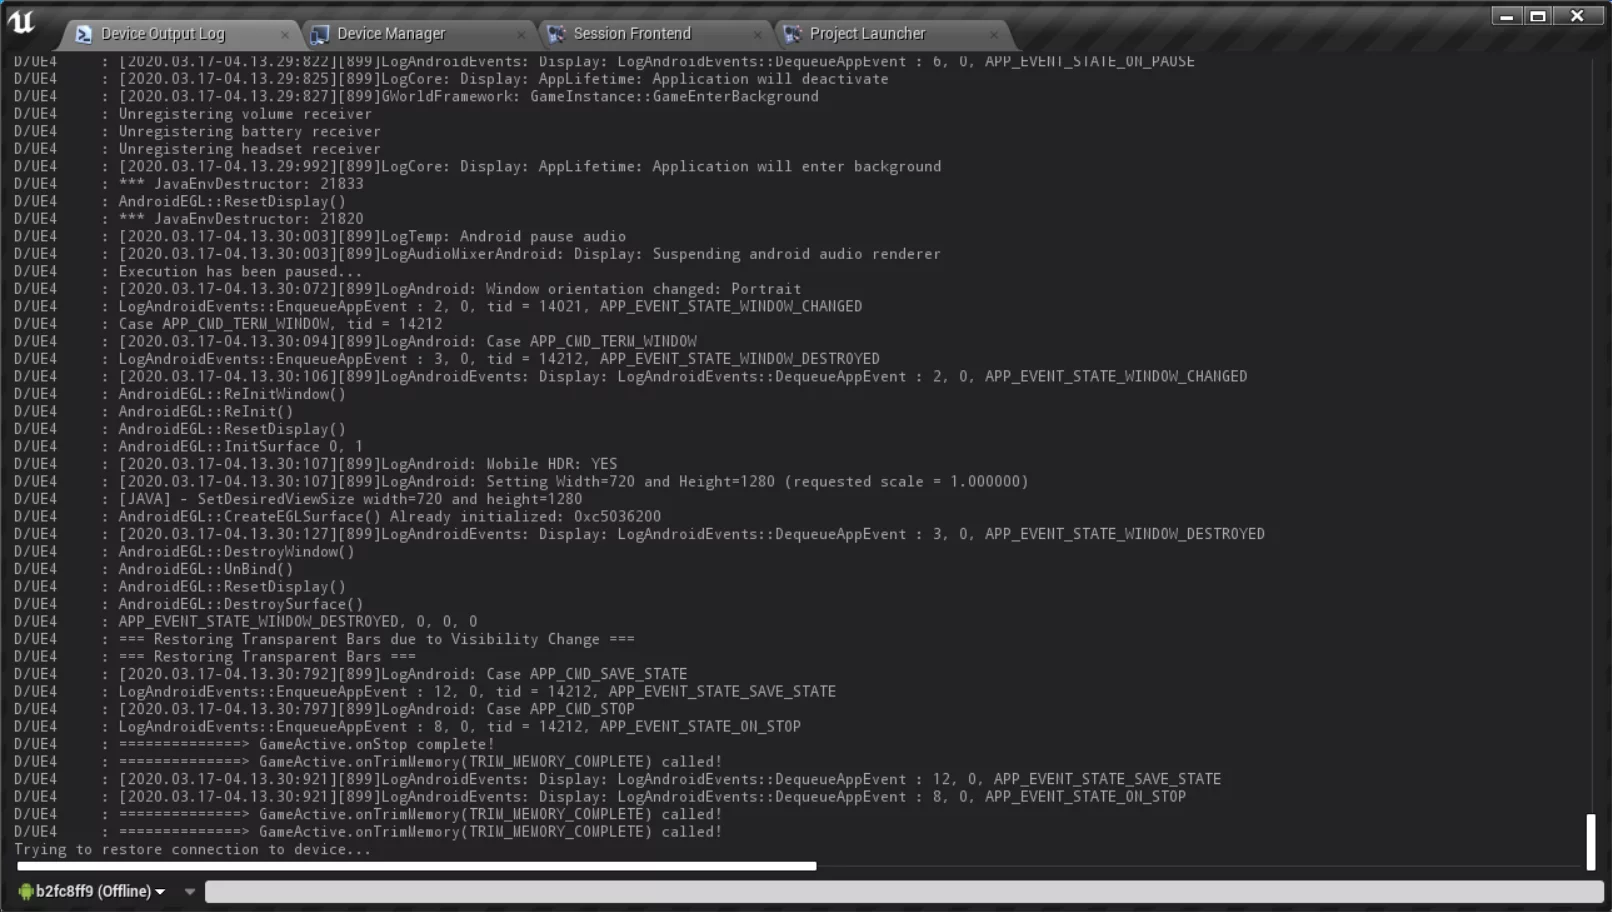 Device Output Log
Device Manager
Session Frontend
Project Launcher
D/UE4 : [2020.03.17-04.13.29:822][899]LogAndroidEvents: Display: LogAndroidEvents::DequeueAppEvent : 6, 0, APP_EVENT_STATE_ON_PAUSE
D/UE4 : [2020.03.17-04.13.29:825][899]LogCore: Display: AppLifetime: Application will deactivate
D/UE4 : [2020.03.17-04.13.29:827][899]GWorldFramework: GameInstance::GameEnterBackground
D/UE4 : Unregistering volume receiver
D/UE4 : Unregistering battery receiver
D/UE4 : Unregistering headset receiver
D/UE4 : [2020.03.17-04.13.29:992][899]LogCore: Display: AppLifetime: Application will enter background
D/UE4 : *** JavaEnvDestructor: 21833
D/UE4 : AndroidEGL::ResetDisplay()
D/UE4 : *** JavaEnvDestructor: 21820
D/UE4 : [2020.03.17-04.13.30:003][899]LogTemp: Android pause audio
D/UE4 : [2020.03.17-04.13.30:003][899]LogAudioMixerAndroid: Display: Suspending android audio renderer
D/UE4 : Execution has been paused...
D/UE4 : [2020.03.17-04.13.30:072][899]LogAndroid: Window orientation changed: Portrait
D/UE4 : LogAndroidEvents::EnqueueAppEvent : 2, 0, tid = 14021, APP_EVENT_STATE_WINDOW_CHANGED
D/UE4 : Case APP_CMD_TERM_WINDOW, tid = 14212
D/UE4 : [2020.03.17-04.13.30:094][899]LogAndroid: Case APP_CMD_TERM_WINDOW
D/UE4 : LogAndroidEvents::EnqueueAppEvent : 3, 0, tid = 14212, APP_EVENT_STATE_WINDOW_DESTROYED
D/UE4 : [2020.03.17-04.13.30:106][899]LogAndroidEvents: Display: LogAndroidEvents::DequeueAppEvent : 2, 0, APP_EVENT_STATE_WINDOW_CHANGED
D/UE4 : AndroidEGL::ReInitWindow()
D/UE4 : AndroidEGL::ReInit()
D/UE4 : AndroidEGL::ResetDisplay()
D/UE4 : AndroidEGL::InitSurface 0, 1
D/UE4 : [2020.03.17-04.13.30:107][899]LogAndroid: Mobile HDR: YES
D/UE4 : [2020.03.17-04.13.30:107][899]LogAndroid: Setting Width=720 and Height=1280 (requested scale = 1.000000)
D/UE4 : [JAVA] - SetDesiredViewSize width=720 and height=1280
D/UE4 : AndroidEGL::CreateEGLSurface() Already initialized: 0xc5036200
D/UE4 : [2020.03.17-04.13.30:127][899]LogAndroidEvents: Display: LogAndroidEvents::DequeueAppEvent : 3, 0, APP_EVENT_STATE_WINDOW_DESTROYED
D/UE4 : AndroidEGL::DestroyWindow()
D/UE4 : AndroidEGL::UnBind()
D/UE4 : AndroidEGL::ResetDisplay()
D/UE4 : AndroidEGL::DestroySurface()
D/UE4 : APP_EVENT_STATE_WINDOW_DESTROYED, 0, 0, 0
D/UE4 : === Restoring Transparent Bars due to Visibility Change ===
D/UE4 : === Restoring Transparent Bars ===
D/UE4 : [2020.03.17-04.13.30:792][899]LogAndroid: Case APP_CMD_SAVE_STATE
D/UE4 : LogAndroidEvents::EnqueueAppEvent : 12, 0, tid = 14212, APP_EVENT_STATE_SAVE_STATE
D/UE4 : [2020.03.17-04.13.30:797][899]LogAndroid: Case APP_CMD_STOP
D/UE4 : LogAndroidEvents::EnqueueAppEvent : 8, 0, tid = 14212, APP_EVENT_STATE_ON_STOP
D/UE4 : ==============> GameActive.onStop complete!
D/UE4 : ==============> GameActive.onTrimMemory(TRIM_MEMORY_COMPLETE) called!
D/UE4 : [2020.03.17-04.13.30:921][899]LogAndroidEvents: Display: LogAndroidEvents::DequeueAppEvent : 12, 0, APP_EVENT_STATE_SAVE_STATE
D/UE4 : [2020.03.17-04.13.30:921][899]LogAndroidEvents: Display: LogAndroidEvents::DequeueAppEvent : 8, 0, APP_EVENT_STATE_ON_STOP
D/UE4 : ==============> GameActive.onTrimMemory(TRIM_MEMORY_COMPLETE) called!
D/UE4 : ==============> GameActive.onTrimMemory(TRIM_MEMORY_COMPLETE) called!
Trying to restore connection to device...
b2fc8ff9 (Offline)